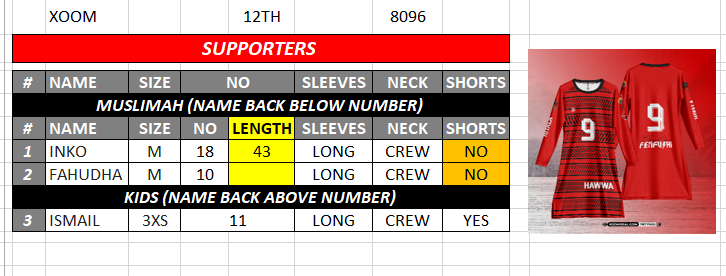 XOOM 12TH 8096
SUPPORTERS
# NAME SIZE NO SLEEVES NECK SHORTS
MUSLIMAH (NAME BACK BELOW NUMBER)
# NAME SIZE NO LENGTH SLEEVES NECK SHORTS
1 INKO M 18 43 LONG CREW NO
2 FAHUDHA M 10 LONG CREW NO
KIDS (NAME BACK ABOVE NUMBER)
3 ISMAIL 3XS 11 LONG CREW YES
9
HAWWA
9